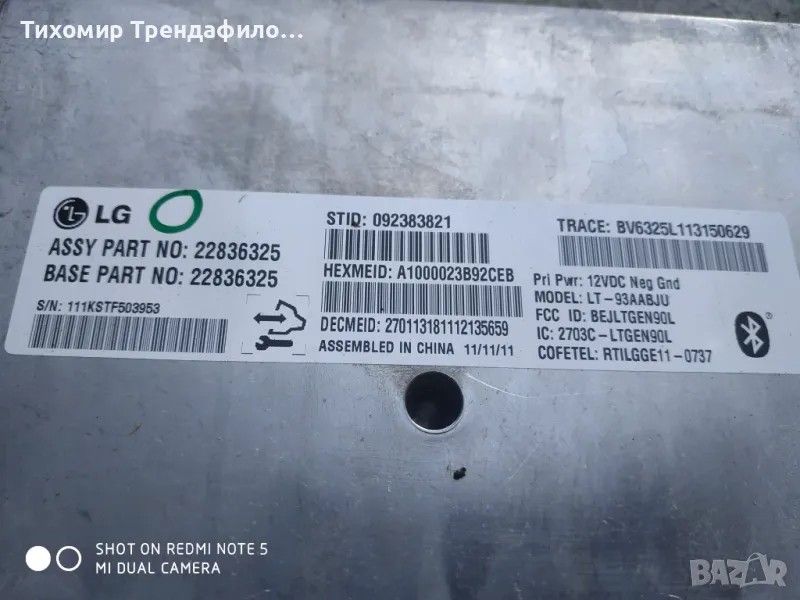 Тихомир Трендафило...
LG
ASSY PART NO: 22836325
BASE PART NO: 22836325
S/N: 111KSTF503953
STID: 092383821
HEXMEID: A1000023B92CEB
DECMEID: 270113181112135659
ASSEMBLED IN CHINA 11/11/11
TRACE: BV6325L113150629
Pri Pwr: 12VDC Neg Gnd
MODEL: LT-93AABJU
FCC ID: BEJLTGEN90L
IC: 2703C-LTGEN90L
COFETEL: RTILGGE11-0737
®
SHOT ON REDMI NOTE 5
MI DUAL CAMERA
BAZAR